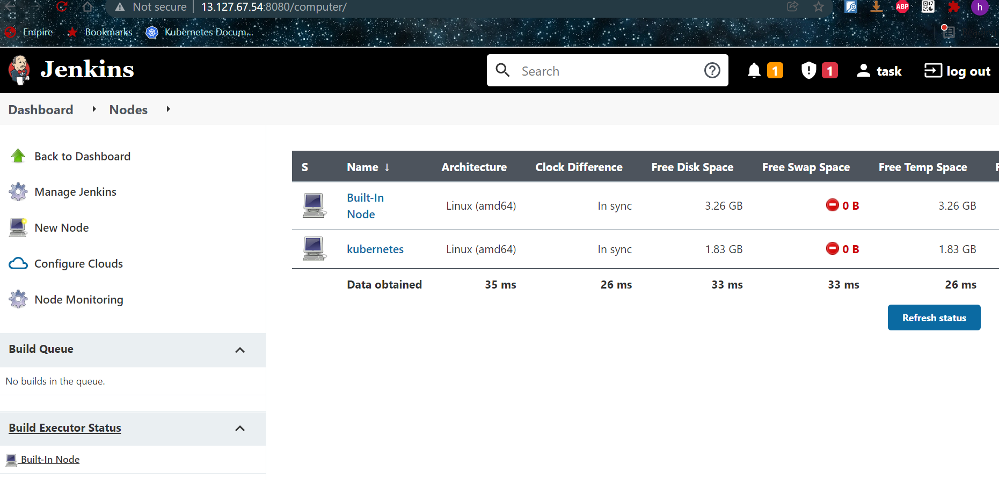 Not secure | 13.127.67.54:8080/computer/
ABP
h
Empire
Bookmarks
Kubernetes Docum...
Jenkins
Search
1
1
task
log out
Dashboard
Nodes
Back to Dashboard
Manage Jenkins
New Node
Configure Clouds
Node Monitoring
Build Queue
No builds in the queue.
Build Executor Status
Built-In Node
S Name ↓ Architecture Clock Difference Free Disk Space Free Swap Space Free Temp Space
Built-In
Node
Linux (amd64) In sync 3.26 GB 0 B 3.26 GB
kubernetes Linux (amd64) In sync 1.83 GB 0 B 1.83 GB
Data obtained 35 ms 26 ms 33 ms 33 ms 26 ms
Refresh status